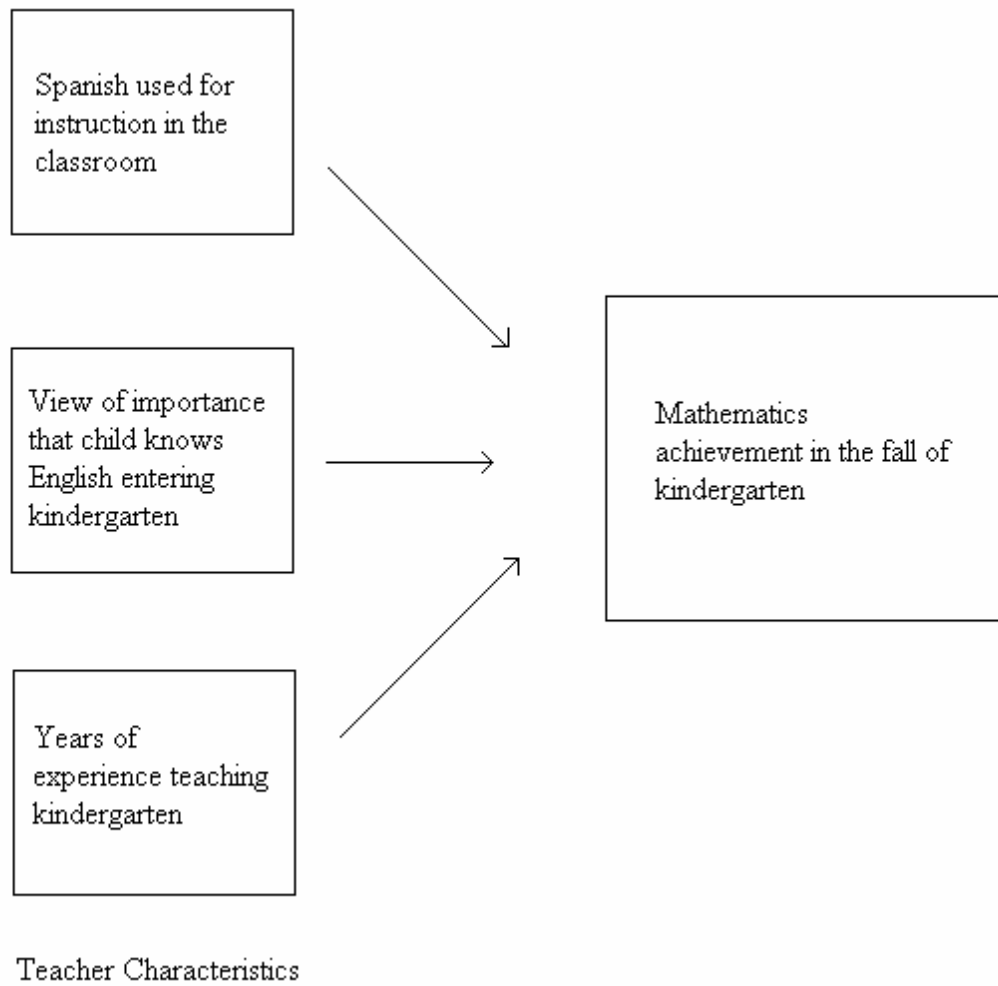 Spanish used for
instruction in the
classroom
View of importance
that child knows
English entering
kindergarten
Mathematics
achievement in the fall of
kindergarten
Years of
experience teaching
kindergarten
Teacher Characteristics